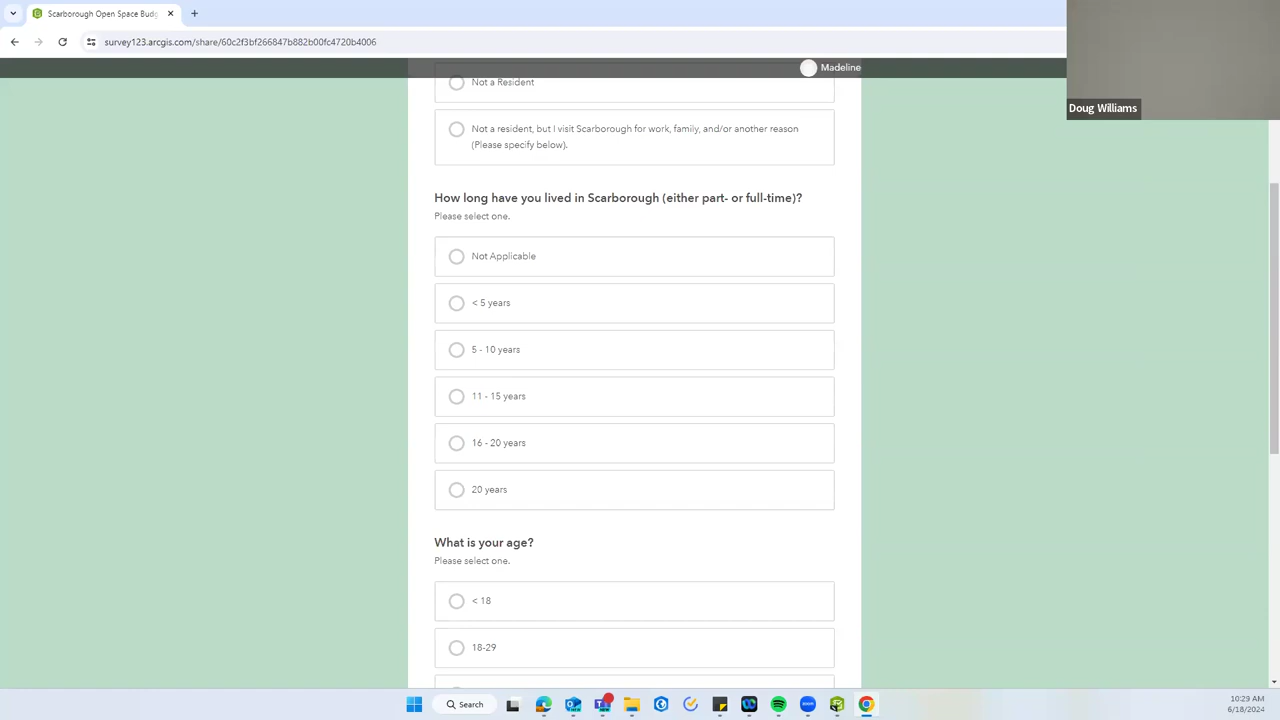 Scarborough Open Space Budg
survey123.arcgis.com/share/60c2f3bf266847b882b00fc4720b4006
Madeline
Doug Williams
Not a Resident
Not a resident, but I visit Scarborough for work, family, and/or another reason
(Please specify below).
How long have you lived in Scarborough (either part- or full-time)?
Please select one.
Not Applicable
< 5 years
5 - 10 years
11 - 15 years
16 - 20 years
20 years
What is your age?
Please select one.
< 18
18-29
Search
10:29 AM
6/18/2024